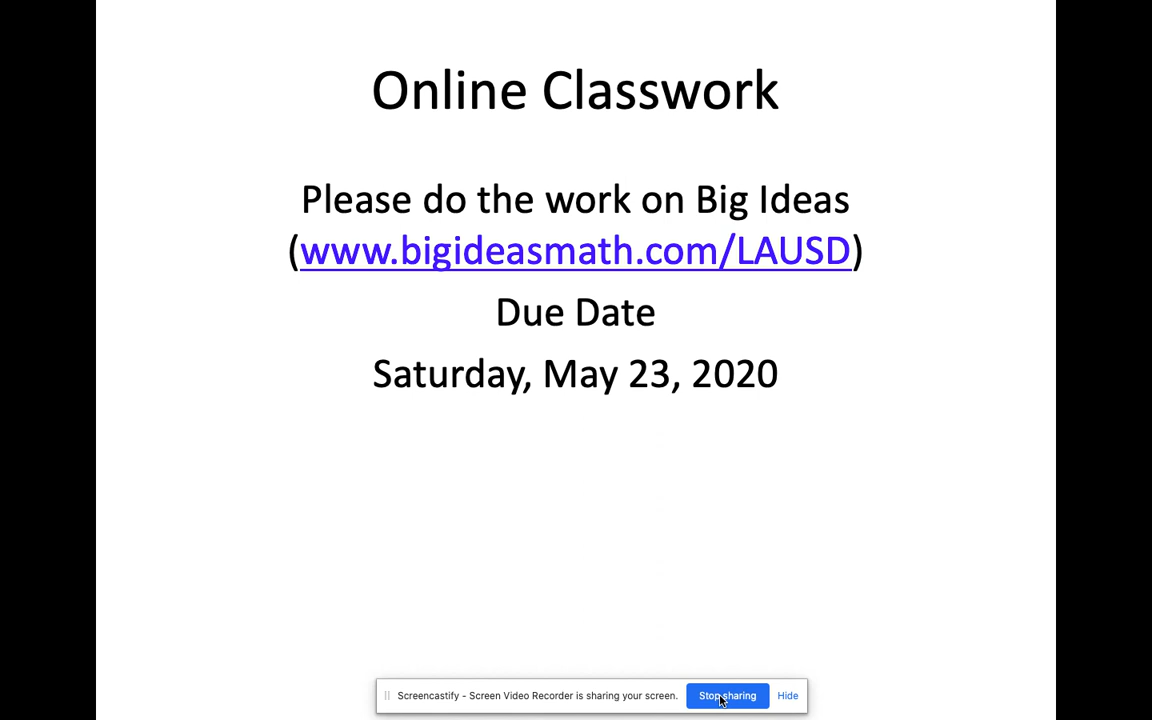 Online Classwork
Please do the work on Big Ideas
(www.bigideasmath.com/LAUSD)
Due Date
Saturday, May 23, 2020
Screencastify - Screen Video Recorder is sharing your screen. Stop sharing Hide